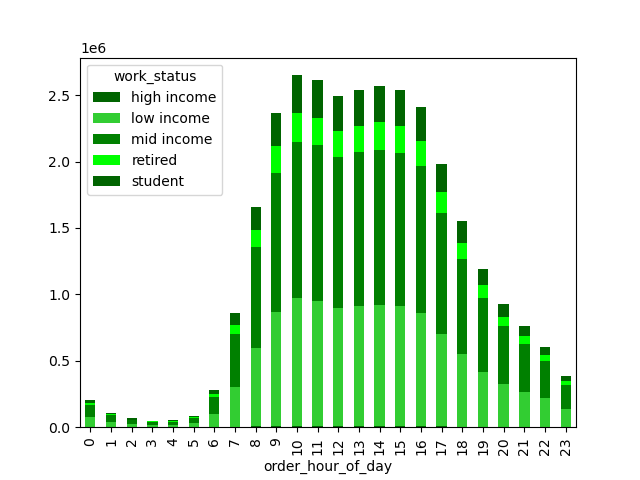 1e6
work_status
high income
low income
mid income
retired
student
2.5
2.0
1.5
1.0
0.5
0.0
0 1 2 3 4 5 6 7 8 9 10 11 12 13 14 15 16 17 18 19 20 21 22 23
order_hour_of_day